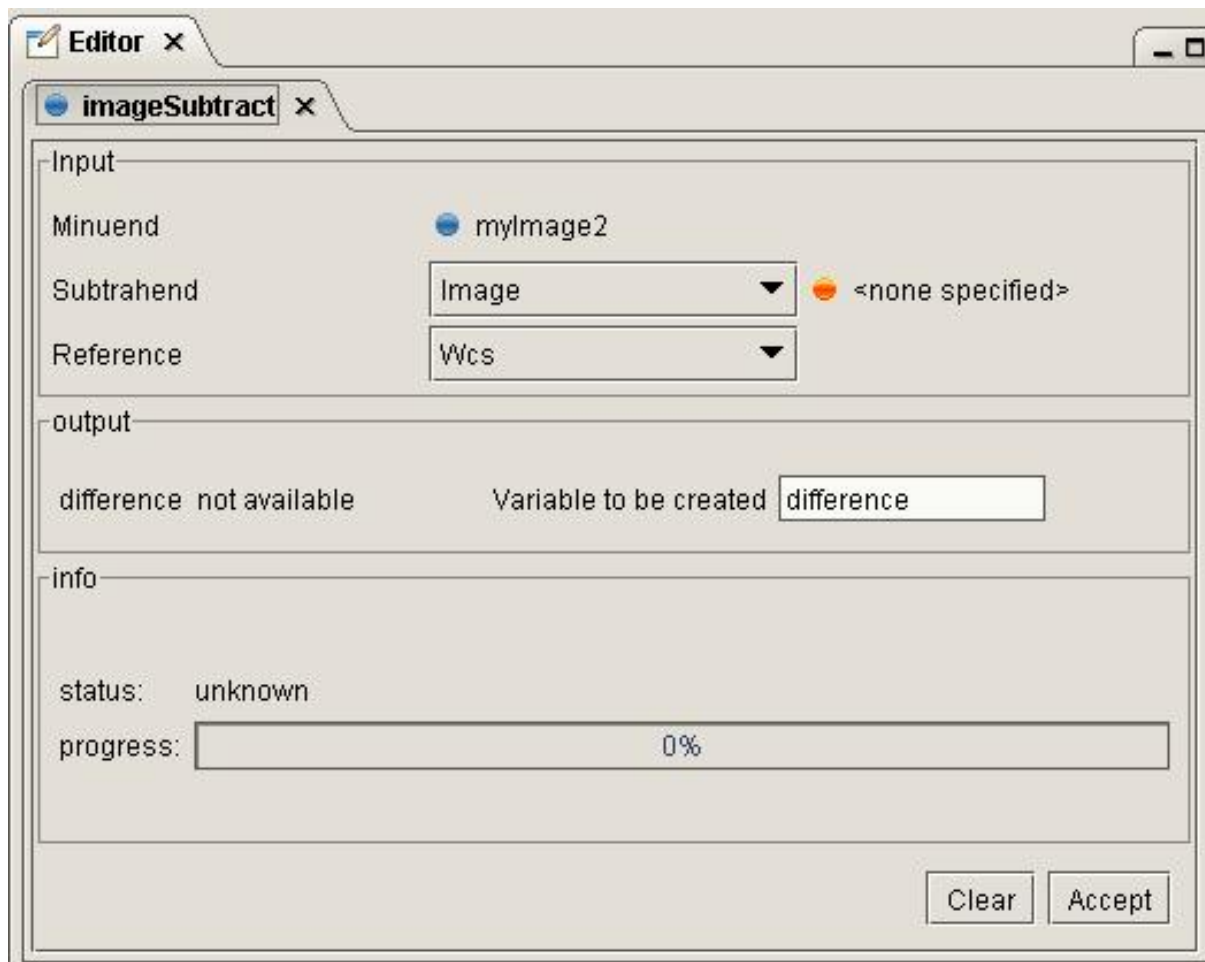 Editor
imageSubtract
Input
Minuend myImage2
Subtrahend Image <none specified>
Reference Wcs
output
difference not available Variable to be created difference
info
status: unknown
progress: 0%
Clear Accept